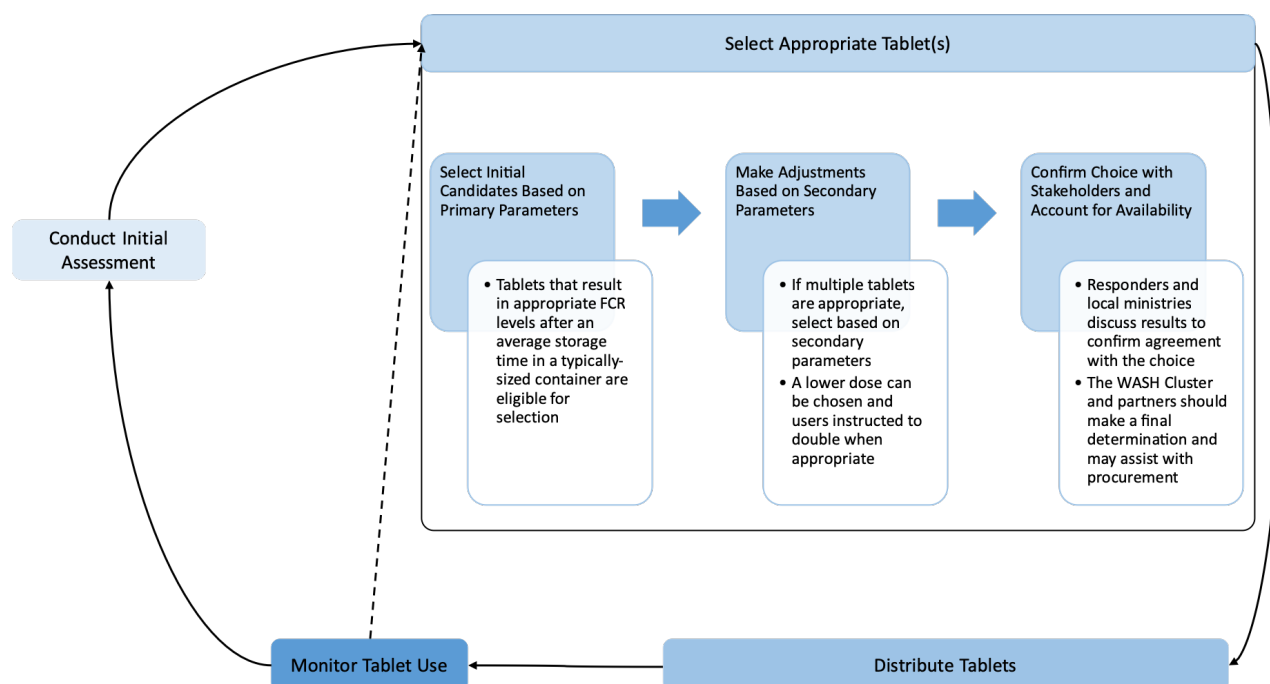 Select Appropriate Tablet(s)
Select Initial
Candidates Based on
Primary Parameters
• Tablets that result
in appropriate FCR
levels after an
average storage
time in a typically-
sized container are
eligible for
selection
Make Adjustments
Based on Secondary
Parameters
• If multiple tablets
are appropriate,
select based on
secondary
parameters
• A lower dose can
be chosen and
users instructed to
double when
appropriate
Confirm Choice with
Stakeholders and
Account for Availability
• Responders and
local ministries
discuss results to
confirm agreement
with the choice
• The WASH Cluster
and partners should
make a final
determination and
may assist with
procurement
Conduct Initial
Assessment
Monitor Tablet Use
Distribute Tablets